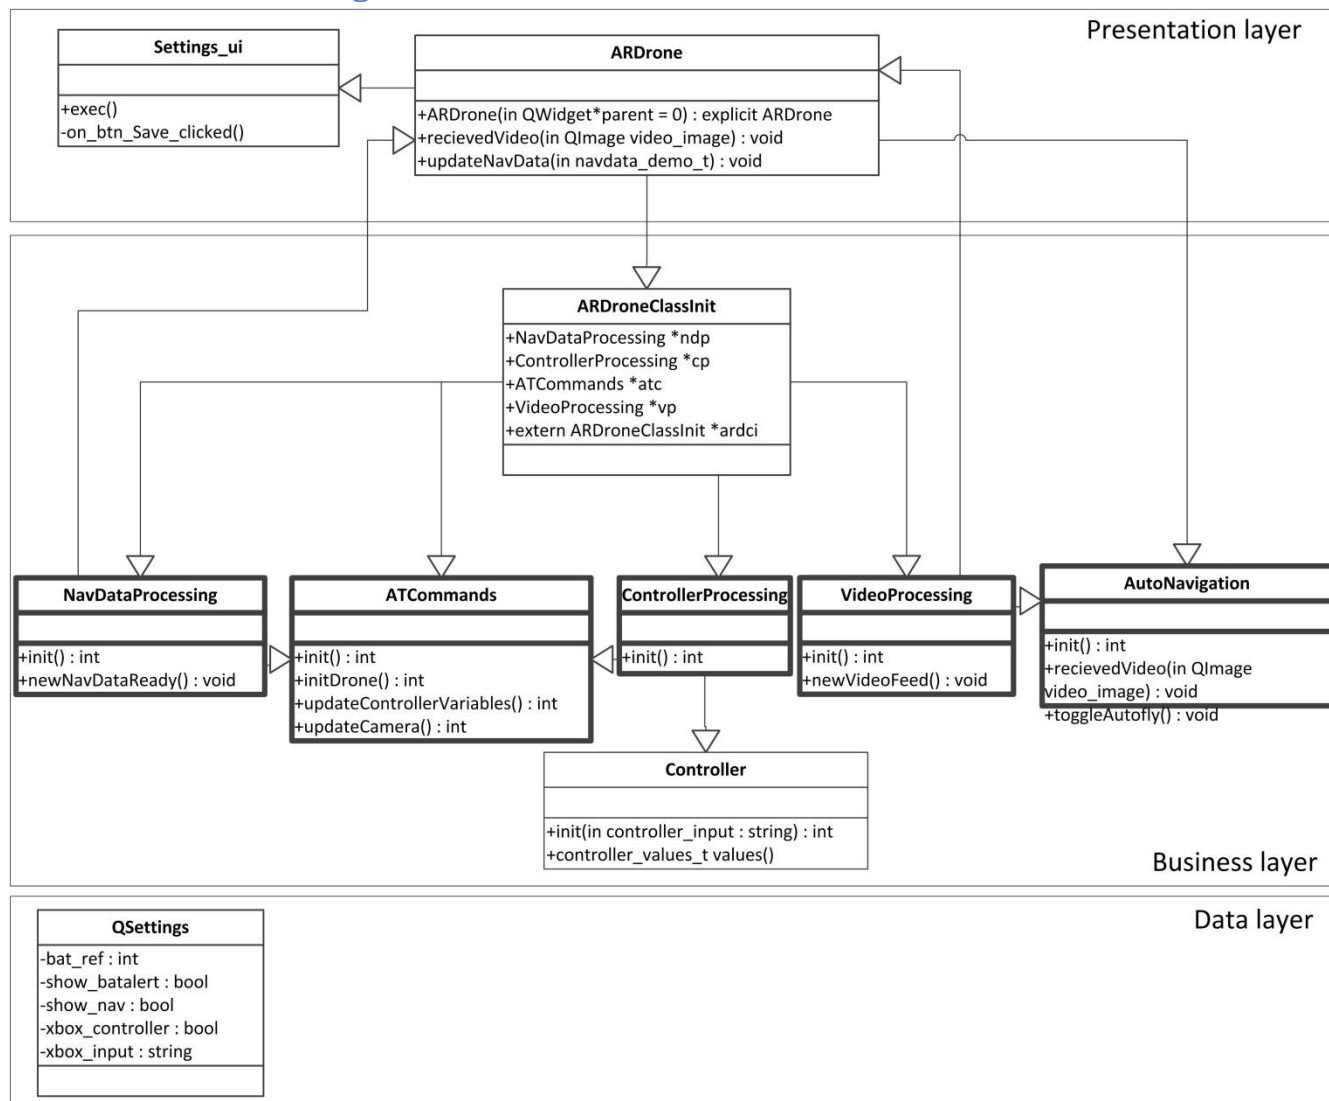 Presentation layer
Settings_ui
+exec()
-on_btn_Save_clicked()
ARDrone
+ARDrone(in QWidget*parent = 0) : explicit ARDrone
+recievedVideo(in QImage video_image) : void
+updateNavData(in navdata_demo_t) : void
ARDroneClassInit
+NavDataProcessing *ndp
+ControllerProcessing *cp
+ATCommands *atc
+VideoProcessing *vp
+extern ARDroneClassInit *ardci
NavDataProcessing
+init() : int
+newNavDataReady() : void
ATCommands
+init() : int
+initDrone() : int
+updateControllerVariables() : int
+updateCamera() : int
ControllerProcessing
+init() : int
VideoProcessing
+init() : int
+newVideoFeed() : void
AutoNavigation
+init() : int
+recievedVideo(in QImage
video_image) : void
+toggleAutofly() : void
Controller
+init(in controller_input : string) : int
+controller_values_t values()
Business layer
Data layer
QSettings
-bat_ref : int
-show_batalert : bool
-show_nav : bool
-xbox_controller : bool
-xbox_input : string